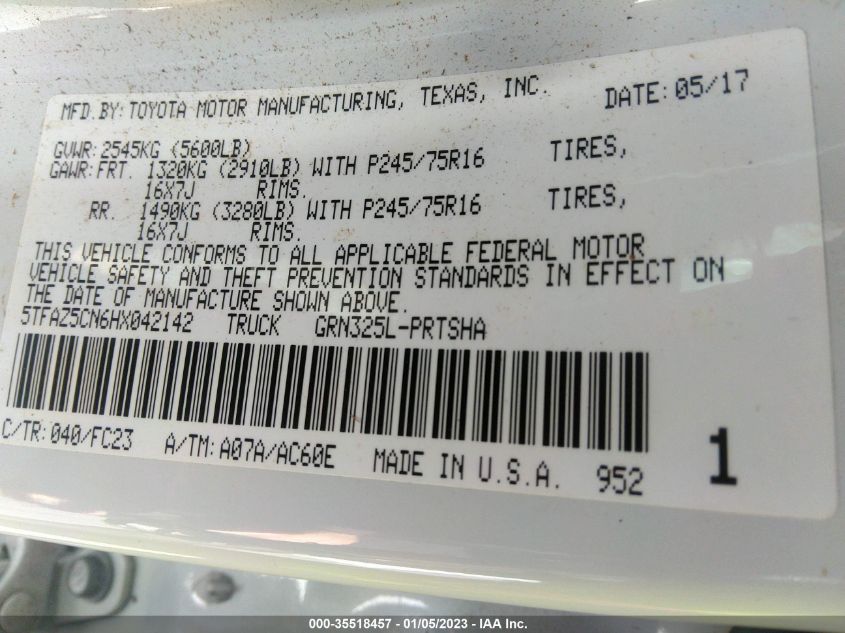 MFD.BY: TOYOTA MOTOR MANUFACTURING, TEXAS, INC. DATE: 05/17
GVWR: 2545KG (5600LB)
GAWR: FRT. 1320KG (2910LB) WITH P245/75R16 TIRES,
16X7J RIMS.
RR. 1490KG (3280LB) WITH P245/75R16 TIRES,
16X7J RIMS.
THIS VEHICLE CONFORMS TO ALL APPLICABLE FEDERAL MOTOR
VEHICLE SAFETY AND THEFT PREVENTION STANDARDS IN EFFECT ON
THE DATE OF MANUFACTURE SHOWN ABOVE.
5TFAZ5CN6HX042142 TRUCK GRN325L-PRTSHA
C/TR: 040/FC23 A/TM: A07A/AC60E MADE IN U.S.A. 952 1
000-35518457 - 01/05/2023 - IAA Inc.